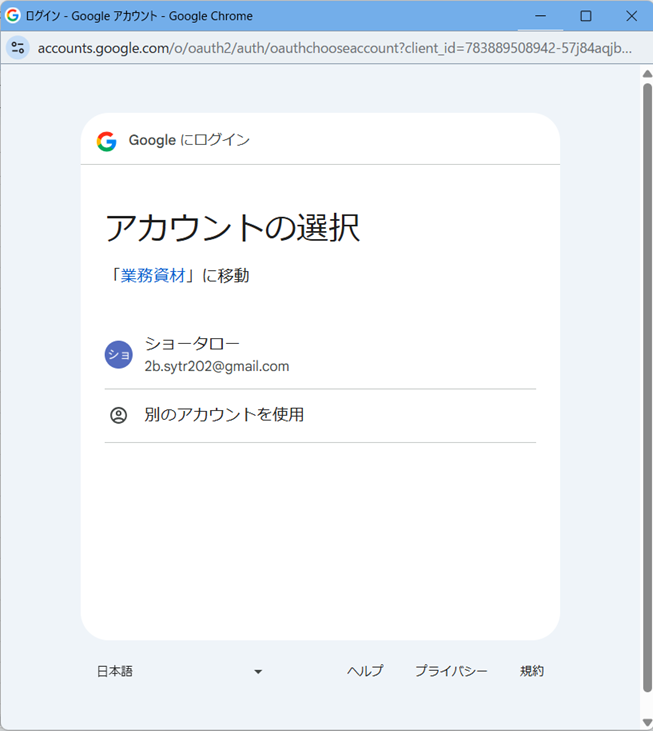 ログイン - Google アカウント - Google Chrome
accounts.google.com/o/oauth2/auth/oauthchooseaccount?client_id=783889508942-57j84aqjb...
Google にログイン
アカウントの選択
「業務資材」に移動
ショ
ショータロー
2b.sytr202@gmail.com
別のアカウントを使用
日本語
ヘルプ プライバシー 規約